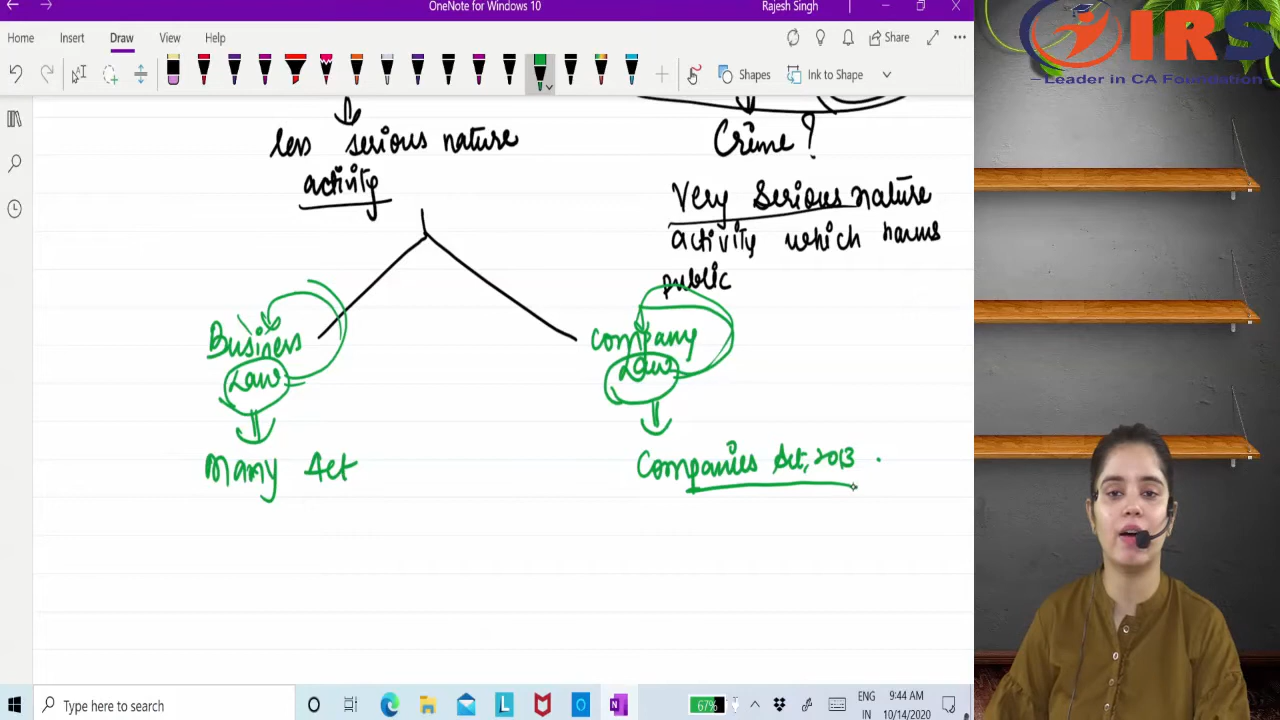 OneNote for Windows 10
Rajesh Singh
Home Insert Draw View Help
Share
Shapes
Ink to Shape
IRS
Leader in CA Foundation
less serious nature
activity
Crime?
Very Serious nature
activity which harms
public
Business
Law
Company
Law
Many Act
Companies Act, 2013
Type here to search
67%
ENG
IN
9:44 AM
10/14/2020